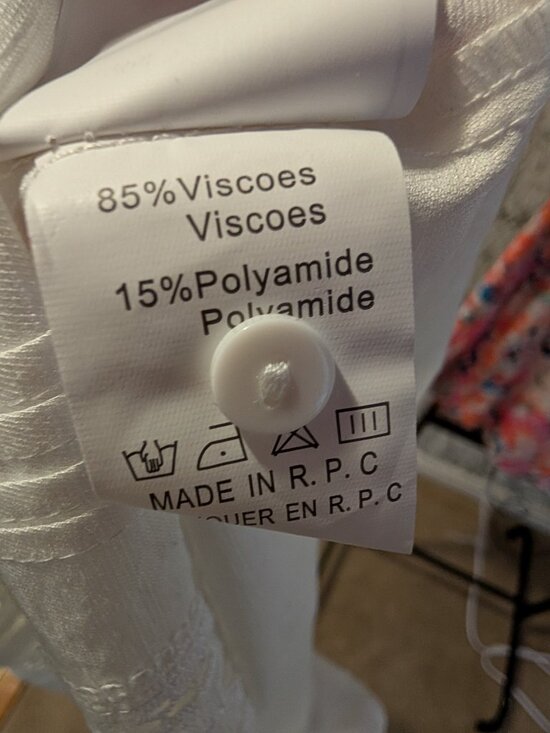 85%Viscoes
Viscoes
15%Polyamide
Polyamide
MADE IN R. P. C
EN R. P. C